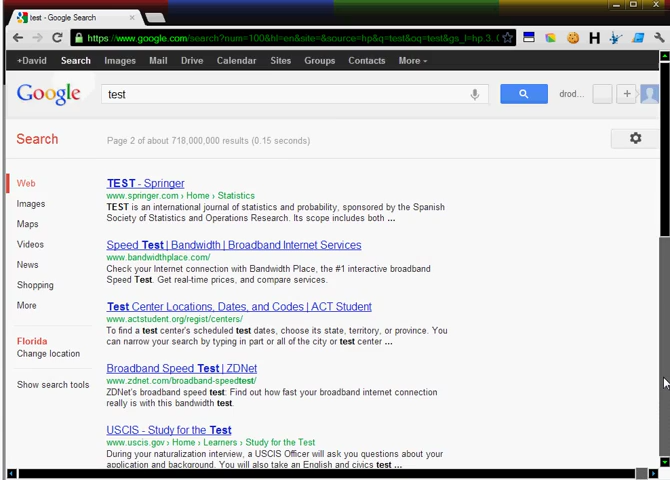 test - Google Search
https://www.google.com/search?num=100&hl=en&site=&source=hp&q=test&oq=test&gs_l=hp.3..
+David Search Images Mail Drive Calendar Sites Groups Contacts More
Google test drod...
Search Page 2 of about 718,000,000 results (0.15 seconds)
Web
Images
Maps
Videos
News
Shopping
More
Florida
Change location
Show search tools
TEST - Springer
www.springer.com › Home › Statistics
TEST is an international journal of statistics and probability, sponsored by the Spanish
Society of Statistics and Operations Research. Its scope includes both ...
Speed Test | Bandwidth | Broadband Internet Services
www.bandwidthplace.com/
Check your Internet connection with Bandwidth Place, the #1 interactive broadband
Speed Test. Get real-time prices, and compare services.
Test Center Locations, Dates, and Codes | ACT Student
www.actstudent.org/regist/centers/
To find a test center's scheduled test dates, choose its state, territory, or province. You
can narrow your search by typing in part or all of the city or test center ...
Broadband Speed Test | ZDNet
www.zdnet.com/broadband-speedtest/
ZDNet's broadband speed test: Find out how fast your broadband internet connection
really is with this bandwidth test.
USCIS - Study for the Test
www.uscis.gov › Home › Learners › Study for the Test
During your naturalization interview, a USCIS Officer will ask you questions about your
application and background. You will also take an English and civics test ...